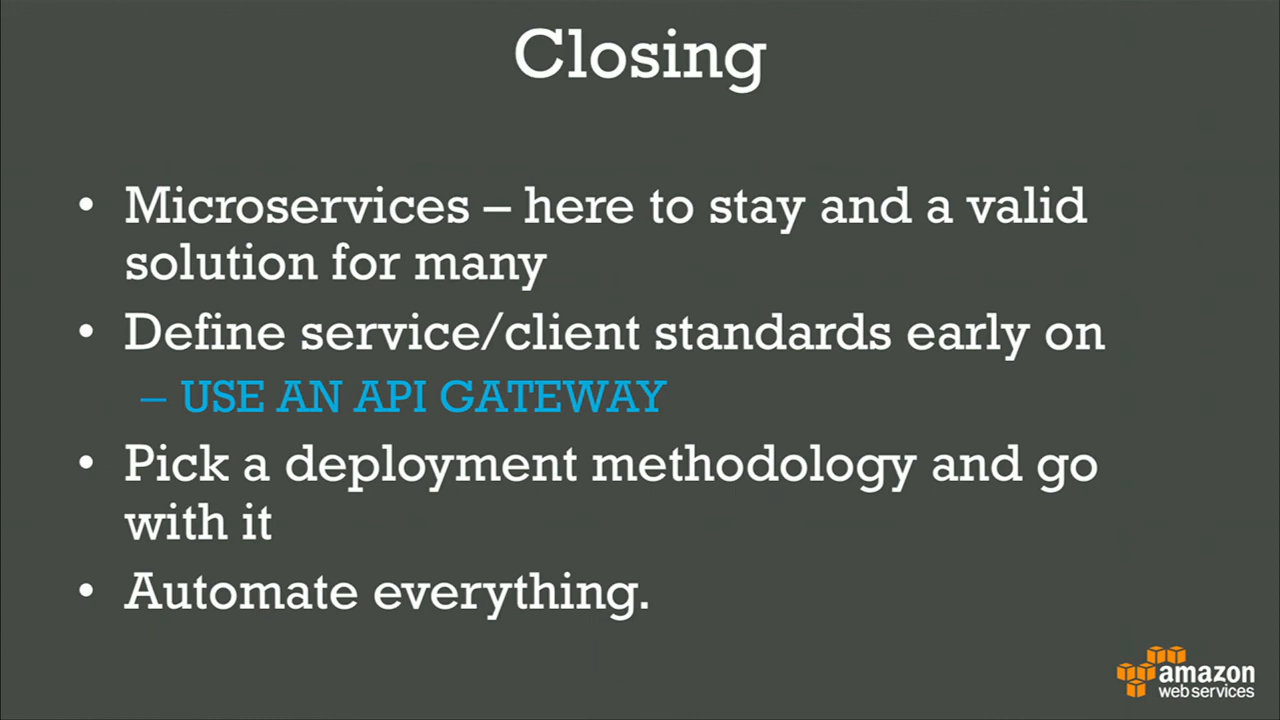 Closing
• Microservices – here to stay and a valid
solution for many
• Define service/client standards early on
– USE AN API GATEWAY
• Pick a deployment methodology and go
with it
• Automate everything.
amazon
web services